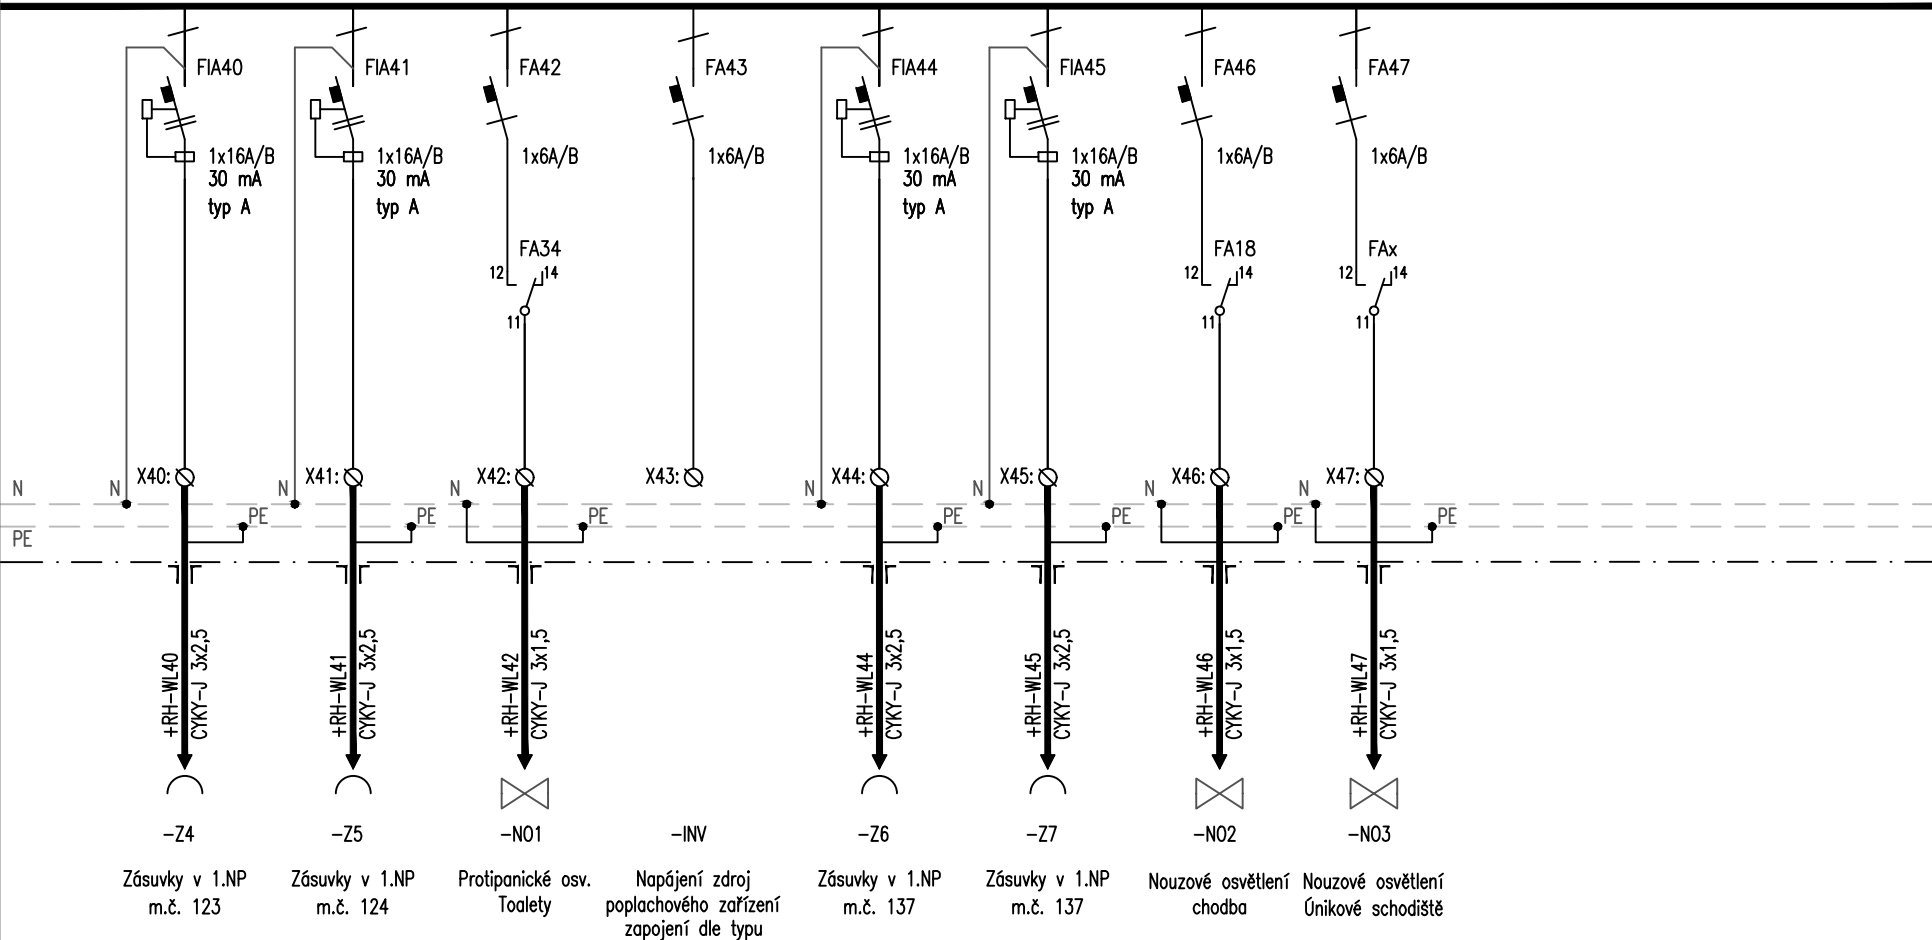 FIA40
FIA41
FA42
FA43
FIA44
FIA45
FA46
FA47
1x16A/B
30 mA
typ A
1x16A/B
30 mA
typ A
1x6A/B
1x6A/B
1x16A/B
30 mA
typ A
1x16A/B
30 mA
typ A
1x6A/B
1x6A/B
FA34
12
14
11
FA18
12
14
11
FAx
12
14
11
X40:
X41:
X42:
X43:
X44:
X45:
X46:
X47:
N
N
N
N
N
N
N
N
PE
PE
PE
PE
PE
PE
PE
PE
+RH-WL40
CYKY-J 3x2,5
+RH-WL41
CYKY-J 3x2,5
+RH-WL42
CYKY-J 3x1,5
+RH-WL44
CYKY-J 3x2,5
+RH-WL45
CYKY-J 3x2,5
+RH-WL46
CYKY-J 3x1,5
+RH-WL47
CYKY-J 3x1,5
-Z4
-Z5
-NO1
-INV
-Z6
-Z7
-NO2
-NO3
Zásuvky v 1.NP
m.č. 123
Zásuvky v 1.NP
m.č. 124
Protipanické osv.
Toalety
Napájení zdroj
poplachového zařízení
zapojení dle typu
Zásuvky v 1.NP
m.č. 137
Zásuvky v 1.NP
m.č. 137
Nouzové osvětlení
chodba
Nouzové osvětlení
Únikové schodiště